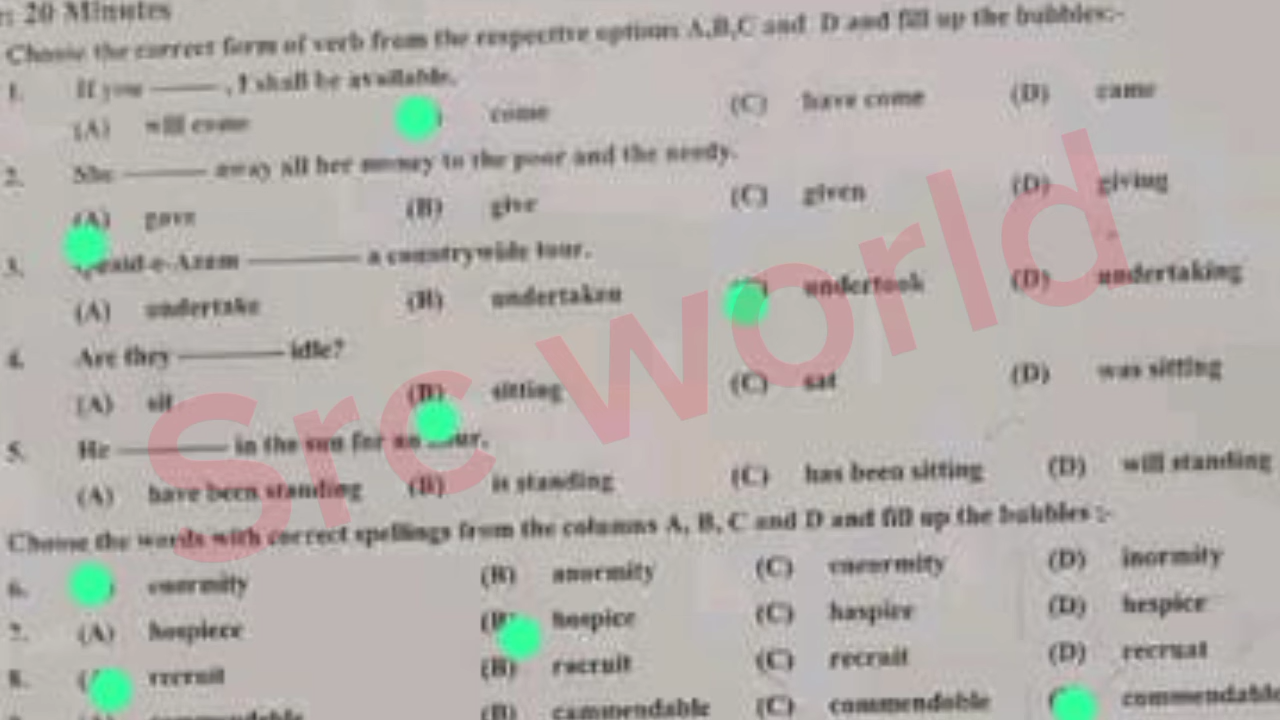 : 20 Minutes
Choose the correct form of verb from the respective options A,B,C and D and fill up the bubbles:-
1. If you ——— , I shall be available.
(A) will come come (C) have come (D) came
2. She ——— away all her money to the poor and the needy.
(A) gave (B) give (C) given (D) giving
3. Quaid-e-Azam ——— a countrywide tour.
(A) undertake (B) undertaken (C) undertook (D) undertaking
4. Are they ——— idle?
(A) sit (B) sitting (C) sat (D) was sitting
5. He ——— in the sun for an hour.
(A) have been standing (B) is standing (C) has been sitting (D) will standing
Choose the words with correct spellings from the columns A, B, C and D and fill up the bubbles :-
6. enormity (B) anormity (C) (D) inormity
7. (A) hospiece (B) hospice (C) haspice (D) hespice
8. recruit (B) racruit (C) recrait (D) recruat
(B) cammendable (C) commendoble commendable
Src world